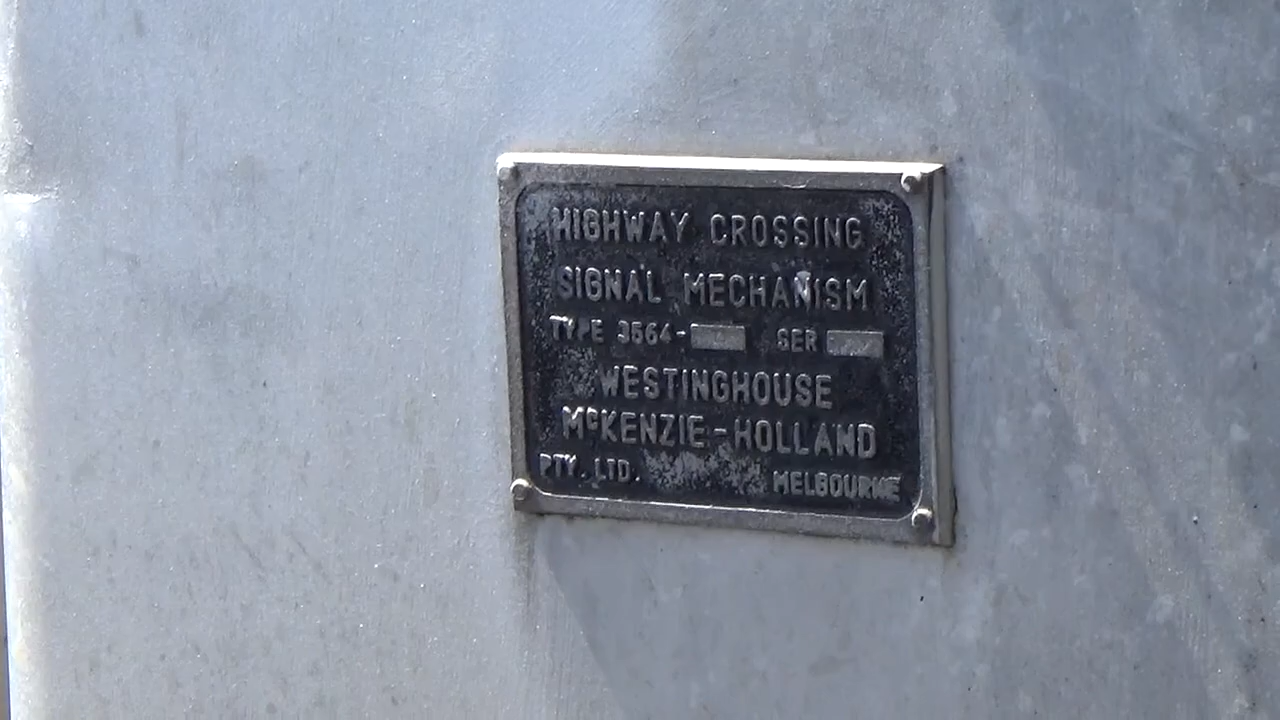 HIGHWAY CROSSING
SIGNAL MECHANISM
TYPE 3564- SER
WESTINGHOUSE
McKENZIE-HOLLAND
PTY. LTD. MELBOURNE